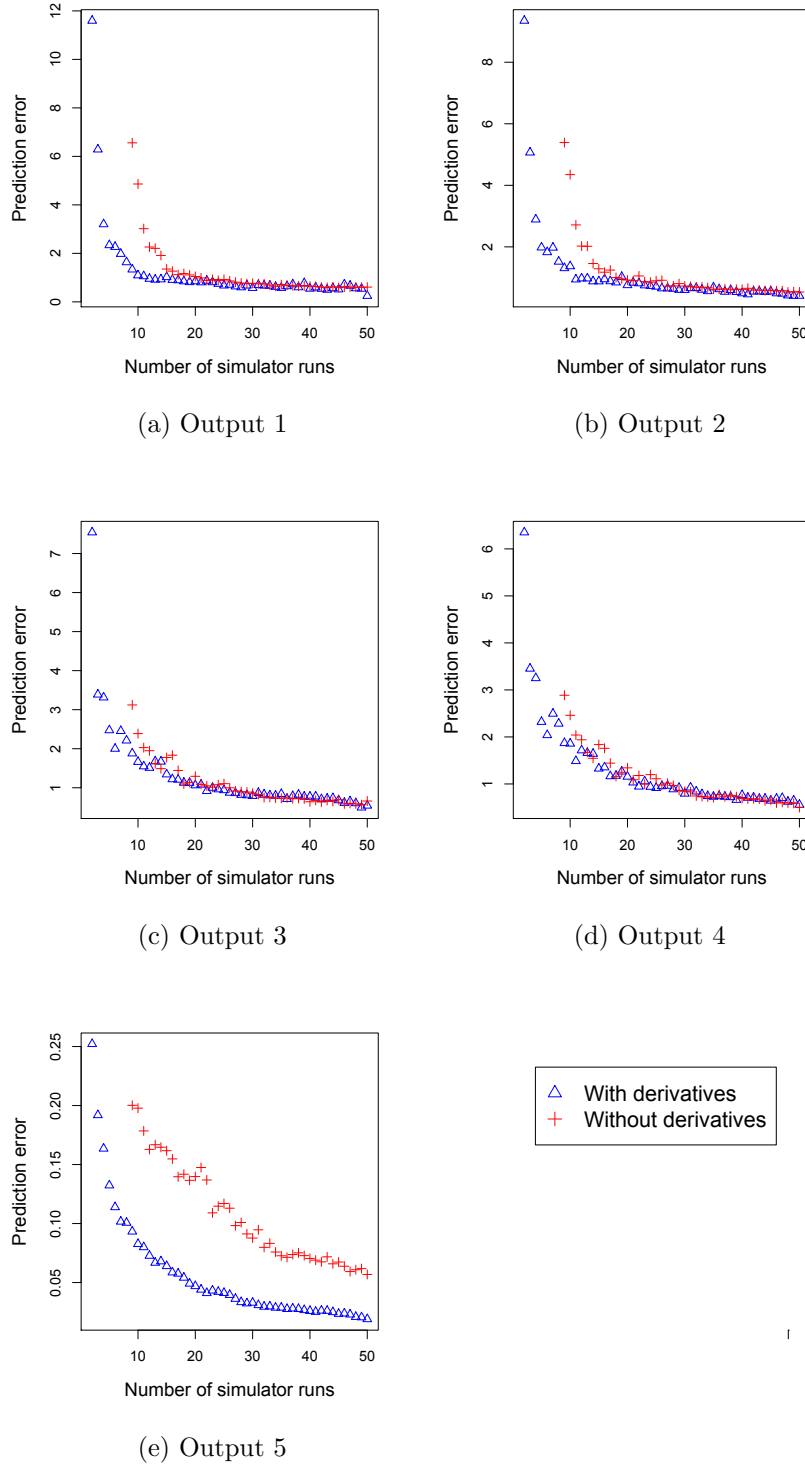 Prediction error
12
10
8
6
4
2
0
10 20 30 40 50
Number of simulator runs
(a) Output 1
Prediction error
8
6
4
2
10 20 30 40 50
Number of simulator runs
(b) Output 2
Prediction error
7
6
5
4
3
2
1
10 20 30 40 50
Number of simulator runs
(c) Output 3
Prediction error
6
5
4
3
2
1
10 20 30 40 50
Number of simulator runs
(d) Output 4
Prediction error
0.25
0.20
0.15
0.10
0.05
10 20 30 40 50
Number of simulator runs
(e) Output 5
With derivatives
Without derivatives